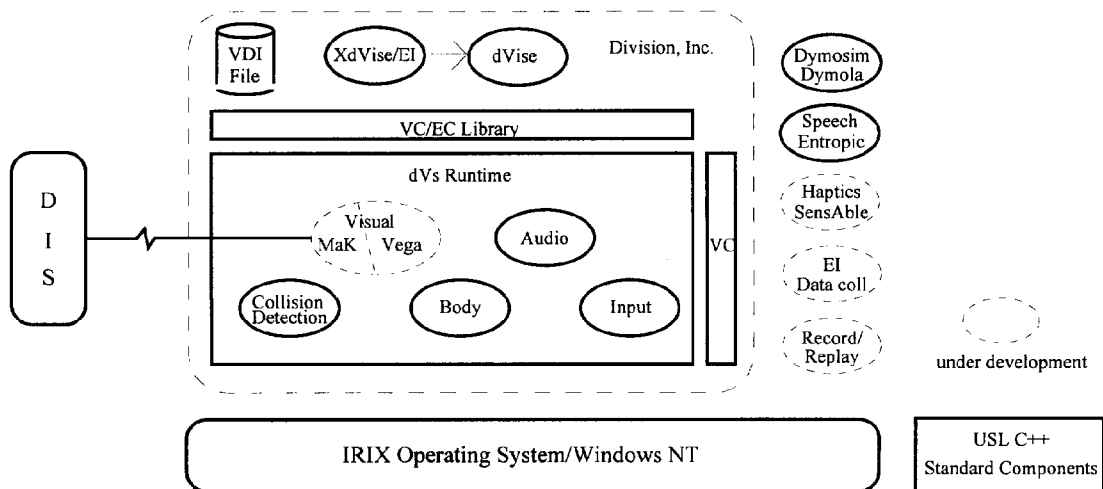 VDI
File
XdVise/EI
dVise
Division, Inc.
Dymosim
Dymola
VC/EC Library
Speech
Entropic
dVs Runtime
D
I
S
Visual
MaK
Vega
Audio
VC
Haptics
SensAble
EI
Data coll
Collision
Detection
Body
Input
Record/
Replay
under development
IRIX Operating System/Windows NT
USL C++
Standard Components